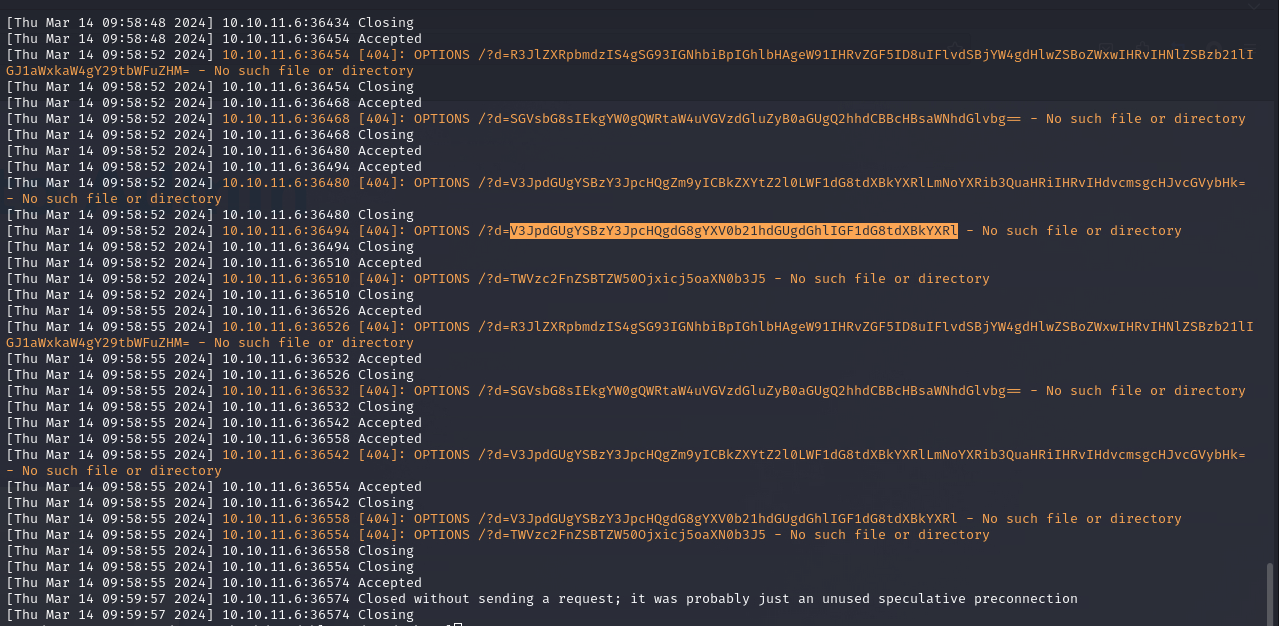 [Thu Mar 14 09:58:48 2024] 10.10.11.6:36434 Closing
[Thu Mar 14 09:58:48 2024] 10.10.11.6:36454 Accepted
[Thu Mar 14 09:58:52 2024] 10.10.11.6:36454 [404]: OPTIONS /?d=R3JlZXRpbmdzIS4gSG93IGNhbiBpIGhlbHAgeW91IHRvZGF5ID8uIFlvdSBjYW4gdHlwZSBoZWxwIHRvIHNlZSBzb21lI
GJ1aWxkaW4gY29tbWFuZHM= - No such file or directory
[Thu Mar 14 09:58:52 2024] 10.10.11.6:36454 Closing
[Thu Mar 14 09:58:52 2024] 10.10.11.6:36468 Accepted
[Thu Mar 14 09:58:52 2024] 10.10.11.6:36468 [404]: OPTIONS /?d=SGVsbG8sIEkgYW0gQWRtaW4uVGVzdGluZyB0aGUgQ2hhdCBBcHBsaWNhdGlvbg== - No such file or directory
[Thu Mar 14 09:58:52 2024] 10.10.11.6:36468 Closing
[Thu Mar 14 09:58:52 2024] 10.10.11.6:36480 Accepted
[Thu Mar 14 09:58:52 2024] 10.10.11.6:36494 Accepted
[Thu Mar 14 09:58:52 2024] 10.10.11.6:36480 [404]: OPTIONS /?d=V3JpdGUgYSBzY3JpcHQgZm9yICBkZXYtZ2l0LWF1dG8tdXBkYXRlLmNoYXRib3QuaHRiIHRvIHdvcmsgcHJvcGVybHk=
- No such file or directory
[Thu Mar 14 09:58:52 2024] 10.10.11.6:36480 Closing
[Thu Mar 14 09:58:52 2024] 10.10.11.6:36494 [404]: OPTIONS /?d=V3JpdGUgYSBzY3JpcHQgdG8gYXV0b21hdGUgdGhlIGF1dG8tdXBkYXRl - No such file or directory
[Thu Mar 14 09:58:52 2024] 10.10.11.6:36494 Closing
[Thu Mar 14 09:58:52 2024] 10.10.11.6:36510 Accepted
[Thu Mar 14 09:58:52 2024] 10.10.11.6:36510 [404]: OPTIONS /?d=TWVzc2FnZSBTZW50Ojxicj5oaXN0b3J5 - No such file or directory
[Thu Mar 14 09:58:52 2024] 10.10.11.6:36510 Closing
[Thu Mar 14 09:58:55 2024] 10.10.11.6:36526 Accepted
[Thu Mar 14 09:58:55 2024] 10.10.11.6:36526 [404]: OPTIONS /?d=R3JlZXRpbmdzIS4gSG93IGNhbiBpIGhlbHAgeW91IHRvZGF5ID8uIFlvdSBjYW4gdHlwZSBoZWxwIHRvIHNlZSBzb21lI
GJ1aWxkaW4gY29tbWFuZHM= - No such file or directory
[Thu Mar 14 09:58:55 2024] 10.10.11.6:36532 Accepted
[Thu Mar 14 09:58:55 2024] 10.10.11.6:36526 Closing
[Thu Mar 14 09:58:55 2024] 10.10.11.6:36532 [404]: OPTIONS /?d=SGVsbG8sIEkgYW0gQWRtaW4uVGVzdGluZyB0aGUgQ2hhdCBBcHBsaWNhdGlvbg== - No such file or directory
[Thu Mar 14 09:58:55 2024] 10.10.11.6:36532 Closing
[Thu Mar 14 09:58:55 2024] 10.10.11.6:36542 Accepted
[Thu Mar 14 09:58:55 2024] 10.10.11.6:36558 Accepted
[Thu Mar 14 09:58:55 2024] 10.10.11.6:36542 [404]: OPTIONS /?d=V3JpdGUgYSBzY3JpcHQgZm9yICBkZXYtZ2l0LWF1dG8tdXBkYXRlLmNoYXRib3QuaHRiIHRvIHdvcmsgcHJvcGVybHk=
- No such file or directory
[Thu Mar 14 09:58:55 2024] 10.10.11.6:36554 Accepted
[Thu Mar 14 09:58:55 2024] 10.10.11.6:36542 Closing
[Thu Mar 14 09:58:55 2024] 10.10.11.6:36558 [404]: OPTIONS /?d=V3JpdGUgYSBzY3JpcHQgdG8gYXV0b21hdGUgdGhlIGF1dG8tdXBkYXRl - No such file or directory
[Thu Mar 14 09:58:55 2024] 10.10.11.6:36554 [404]: OPTIONS /?d=TWVzc2FnZSBTZW50Ojxicj5oaXN0b3J5 - No such file or directory
[Thu Mar 14 09:58:55 2024] 10.10.11.6:36558 Closing
[Thu Mar 14 09:58:55 2024] 10.10.11.6:36554 Closing
[Thu Mar 14 09:58:55 2024] 10.10.11.6:36574 Accepted
[Thu Mar 14 09:59:57 2024] 10.10.11.6:36574 Closed without sending a request; it was probably just an unused speculative preconnection
[Thu Mar 14 09:59:57 2024] 10.10.11.6:36574 Closing